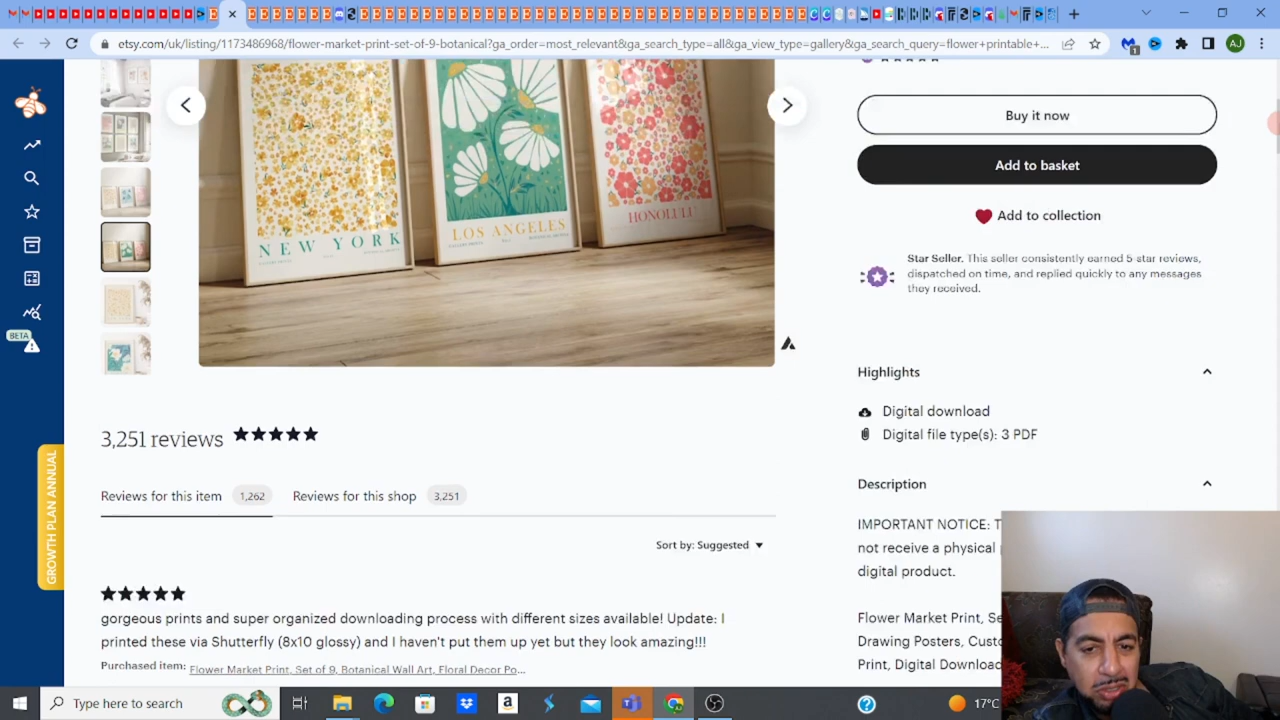 etsy.com/uk/listing/1173486968/flower-market-print-set-of-9-botanical?ga_order=most_relevant&ga_search_type=all&ga_view_type=gallery&ga_search_query=flower+printable+...
AJ
1
NEW YORK
LOS ANGELES
HONOLULU
Buy it now
Add to basket
Add to collection
Star Seller. This seller consistently earned 5-star reviews,
dispatched on time, and replied quickly to any messages
they received.
BETA
GROWTH PLAN ANNUAL
Highlights
Digital download
Digital file type(s): 3 PDF
3,251 reviews
Reviews for this item 1,262 Reviews for this shop 3,251
Sort by: Suggested
Description
IMPORTANT NOTICE: T
not receive a physical
digital product.
Flower Market Print, Se
Drawing Posters, Custo
Print, Digital Download
gorgeous prints and super organized downloading process with different sizes available! Update: I
printed these via Shutterfly (8x10 glossy) and I haven't put them up yet but they look amazing!!!
Purchased item: Flower Market Print, Set of 9, Botanical Wall Art, Floral Decor Po...
Type here to search
17°C